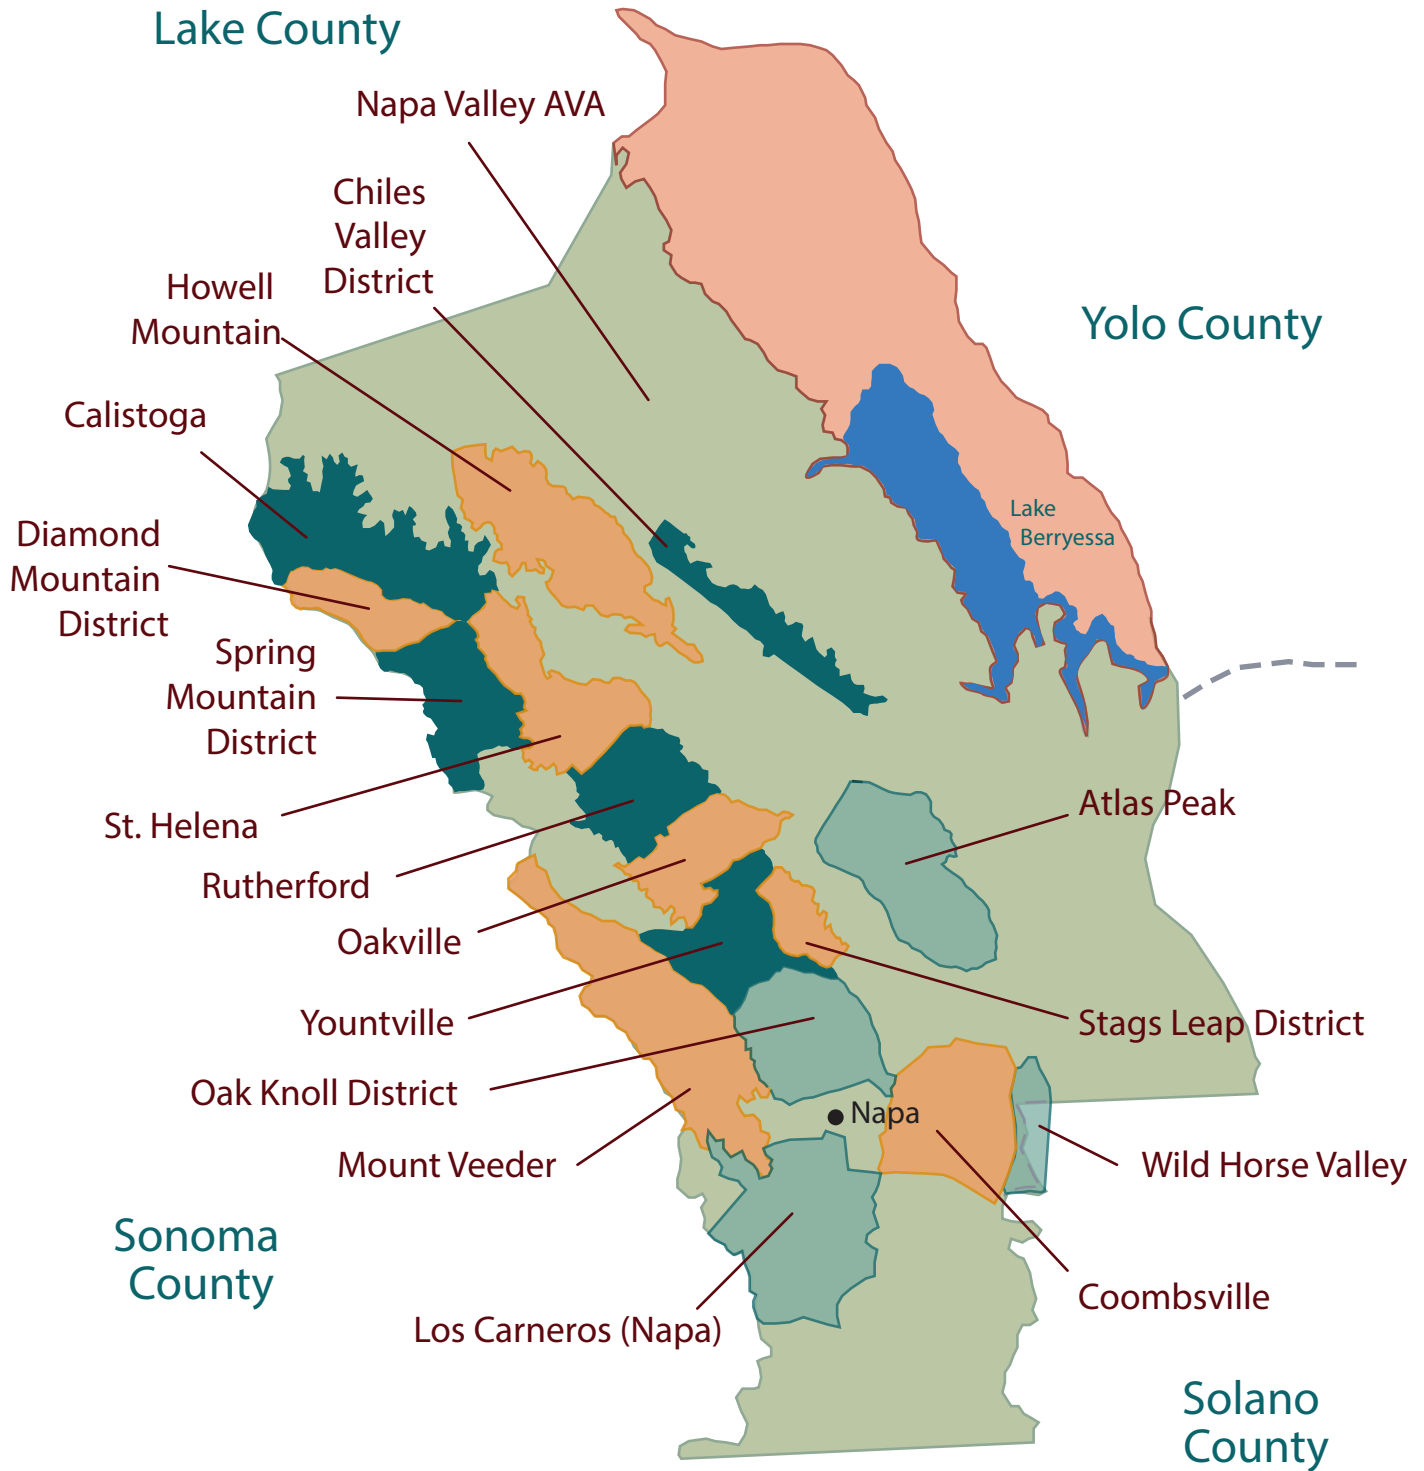 Lake County
Napa Valley AVA
Chiles
Valley
District
Howell
Mountain
Yolo County
Calistoga
Lake
Berryessa
Diamond
Mountain
District
Spring
Mountain
District
St. Helena
Atlas Peak
Rutherford
Oakville
Yountville
Stags Leap District
Oak Knoll District
Napa
Mount Veeder
Wild Horse Valley
Sonoma
County
Coombsville
Los Carneros (Napa)
Solano
County